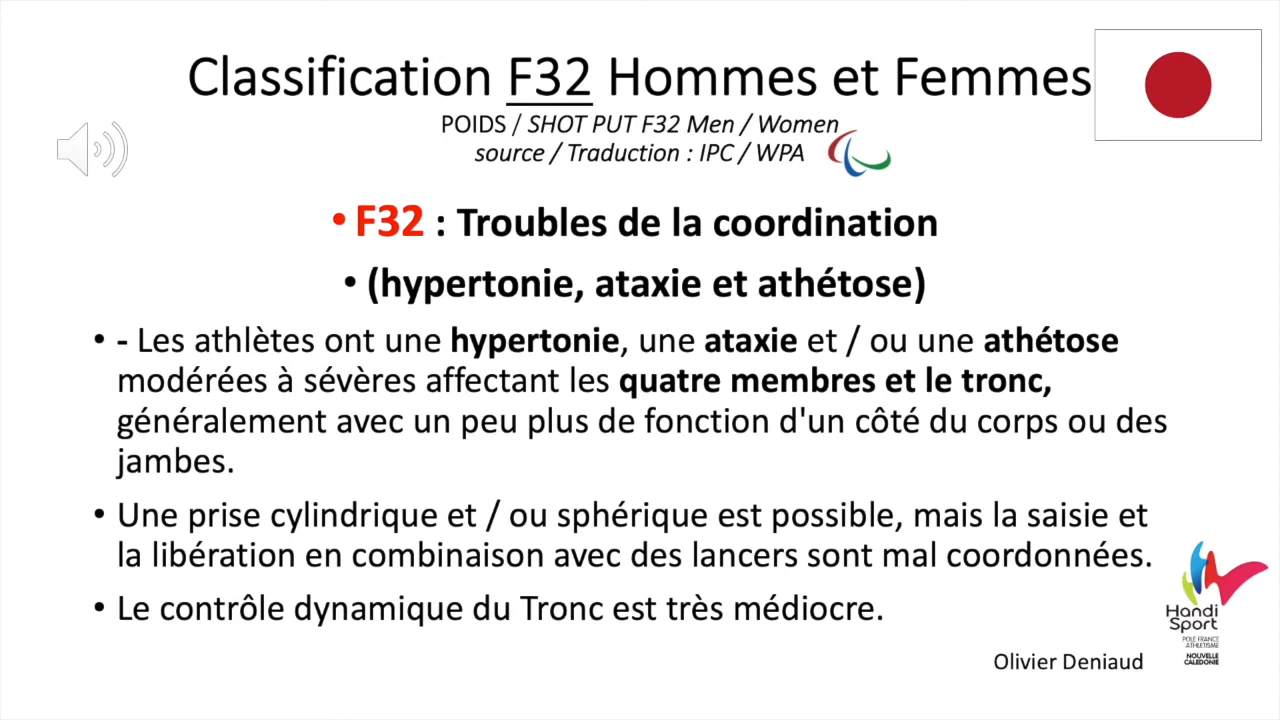 Classification F32 Hommes et Femmes
POIDS / SHOT PUT F32 Men / Women
source / Traduction : IPC / WPA
• F32 : Troubles de la coordination
• (hypertonie, ataxie et athétose)
• - Les athlètes ont une hypertonie, une ataxie et / ou une athétose
modérées à sévères affectant les quatre membres et le tronc,
généralement avec un peu plus de fonction d'un côté du corps ou des
jambes.
• Une prise cylindrique et / ou sphérique est possible, mais la saisie et
la libération en combinaison avec des lancers sont mal coordonnées.
• Le contrôle dynamique du Tronc est très médiocre.
Handi
Sport
POLE FRANCE
ATHLETISME
NOUVELLE
CALEDONIE
Olivier Deniaud